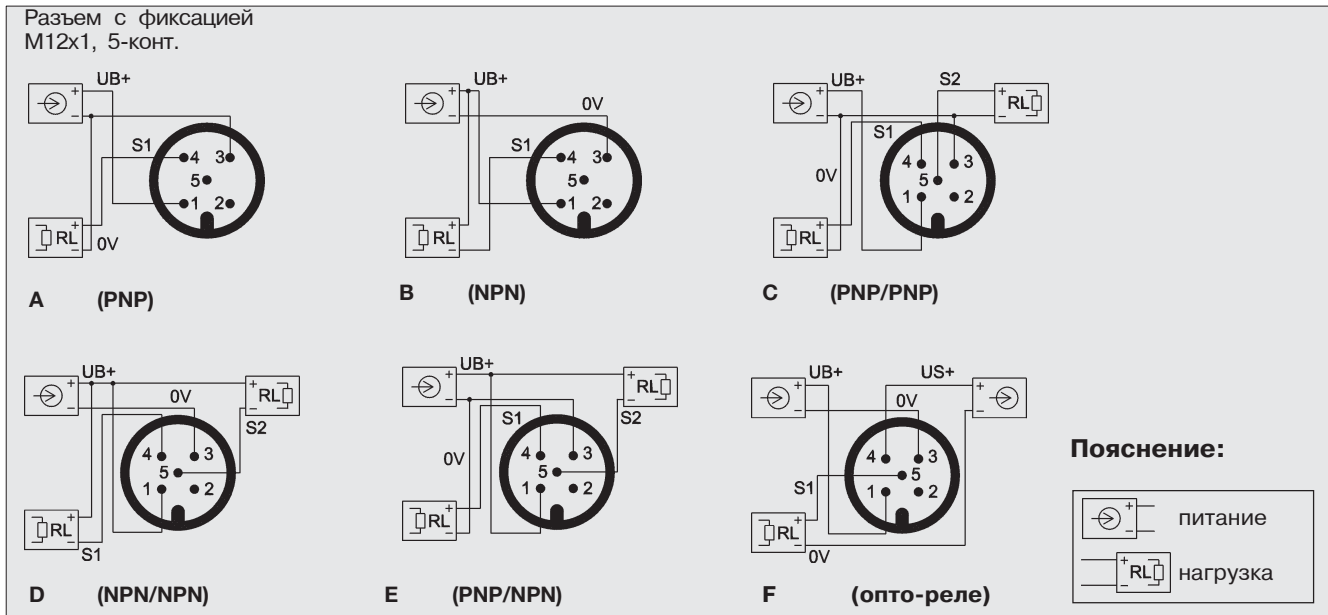 Разъем с фиксацией
M12x1, 5-конт.
UB+
+
−
S1
4 3
5
1 2
+
RL
−
0V
A (PNP)
UB+
+
−
0V
S1
4 3
5
1 2
+
RL
−
B (NPN)
UB+
S2
+
−
+
RL
−
S1
4 3
5
0V
1 2
+
RL
−
C (PNP/PNP)
UB+
+
−
+
RL
−
0V
S2
4 3
5
1 2
+
RL
−
S1
D (NPN/NPN)
UB+
+
−
+
RL
−
S1
S2
4 3
0V
5
1 2
+
RL
−
E (PNP/NPN)
UB+
US+
+
−
+
−
0V
4 3
5
S1
1 2
+
RL
−
0V
F (опто-реле)
Пояснение:
+
−
питание
+
RL
−
нагрузка